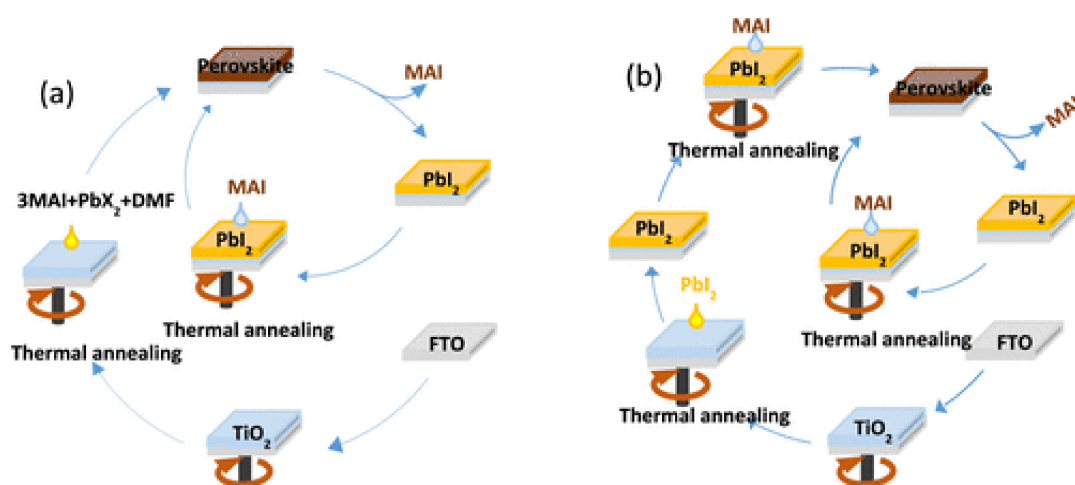 (a)
Perovskite
MAI
PbI₂
3MAI+PbX₂+DMF
MAI
PbI₂
Thermal annealing
Thermal annealing
FTO
TiO₂
(b)
MAI
PbI₂
Thermal annealing
Perovskite
MAI
PbI₂
PbI₂
MAI
PbI₂
Thermal annealing
PbI₂
Thermal annealing
FTO
TiO₂